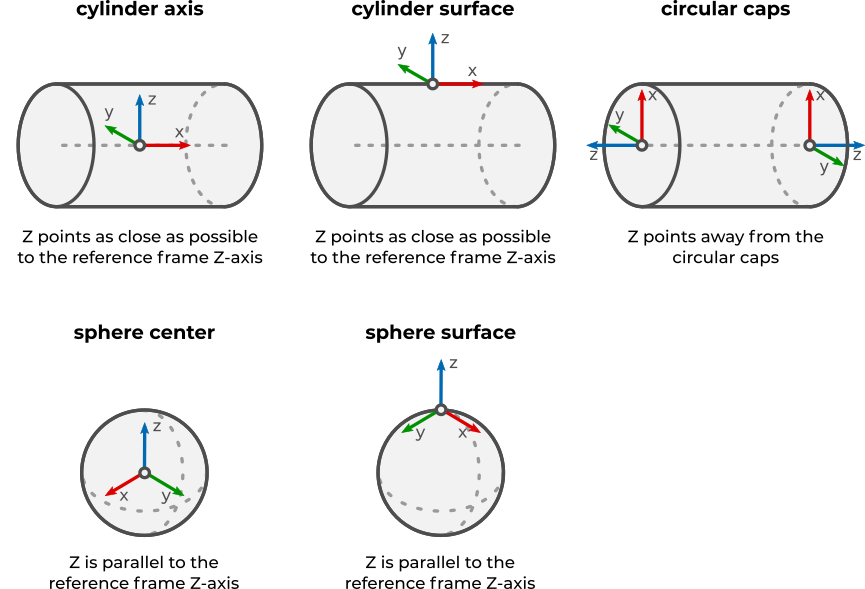 cylinder axis
cylinder surface
circular caps
z
y
x
z
y
x
x
y
z
x
z
y
Z points as close as possible
to the reference frame Z-axis
Z points as close as possible
to the reference frame Z-axis
Z points away from the
circular caps
sphere center
sphere surface
z
x
y
z
y
x
Z is parallel to the
reference frame Z-axis
Z is parallel to the
reference frame Z-axis